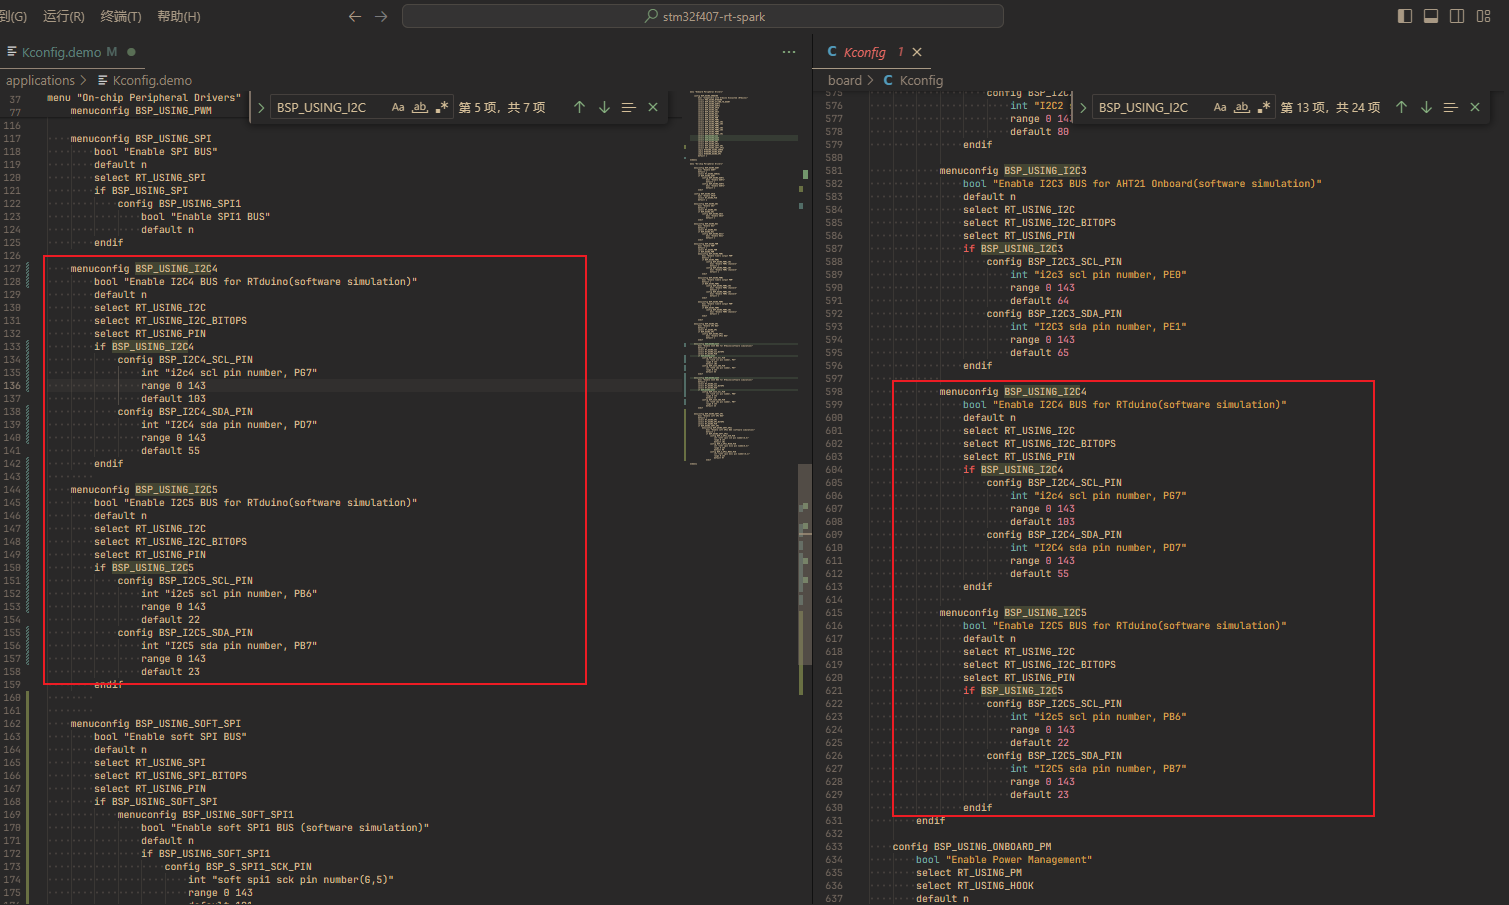 到(G) 运行(R) 终端(T) 帮助(H)
stm32f407-rt-spark
Kconfig.demo M
applications > Kconfig.demo
BSP_USING_I2C Aa ab 第 5 项，共 7 项
37 menu "On-chip Peripheral Drivers"
77 menuconfig BSP_USING_PWM
116
117 menuconfig BSP_USING_SPI
118 bool "Enable SPI BUS"
119 default n
120 select RT_USING_SPI
121 if BSP_USING_SPI
122 config BSP_USING_SPI1
123 bool "Enable SPI1 BUS"
124 default n
125 endif
126
127 menuconfig BSP_USING_I2C4
128 bool "Enable I2C4 BUS for RTduino(software simulation)"
129 default n
130 select RT_USING_I2C
131 select RT_USING_I2C_BITOPS
132 select RT_USING_PIN
133 if BSP_USING_I2C4
134 config BSP_I2C4_SCL_PIN
135 int "i2c4 scl pin number, PG7"
136 range 0 143
137 default 103
138 config BSP_I2C4_SDA_PIN
139 int "I2C4 sda pin number, PD7"
140 range 0 143
141 default 55
142 endif
143
144 menuconfig BSP_USING_I2C5
145 bool "Enable I2C5 BUS for RTduino(software simulation)"
146 default n
147 select RT_USING_I2C
148 select RT_USING_I2C_BITOPS
149 select RT_USING_PIN
150 if BSP_USING_I2C5
151 config BSP_I2C5_SCL_PIN
152 int "i2c5 scl pin number, PB6"
153 range 0 143
154 default 22
155 config BSP_I2C5_SDA_PIN
156 int "I2C5 sda pin number, PB7"
157 range 0 143
158 default 23
159 endif
160
161
162 menuconfig BSP_USING_SOFT_SPI
163 bool "Enable soft SPI BUS"
164 default n
165 select RT_USING_SPI
166 select RT_USING_SPI_BITOPS
167 select RT_USING_PIN
168 if BSP_USING_SOFT_SPI
169 menuconfig BSP_USING_SOFT_SPI1
170 bool "Enable soft SPI1 BUS (software simulation)"
171 default n
172 if BSP_USING_SOFT_SPI1
173 config BSP_S_SPI1_SCK_PIN
174 int "soft spi1 sck pin number(G,5)"
175 range 0 143
C Kconfig 1
board > C Kconfig
BSP_USING_I2C Aa ab 第 13 项，共 24 项
575 config BSP_I2C2
576 int "I2C2
577 range 0 143
578 default 80
579 endif
580
581 menuconfig BSP_USING_I2C3
582 bool "Enable I2C3 BUS for AHT21 Onboard(software simulation)"
583 default n
584 select RT_USING_I2C
585 select RT_USING_I2C_BITOPS
586 select RT_USING_PIN
587 if BSP_USING_I2C3
588 config BSP_I2C3_SCL_PIN
589 int "i2c3 scl pin number, PE0"
590 range 0 143
591 default 64
592 config BSP_I2C3_SDA_PIN
593 int "I2C3 sda pin number, PE1"
594 range 0 143
595 default 65
596 endif
597
598 menuconfig BSP_USING_I2C4
599 bool "Enable I2C4 BUS for RTduino(software simulation)"
600 default n
601 select RT_USING_I2C
602 select RT_USING_I2C_BITOPS
603 select RT_USING_PIN
604 if BSP_USING_I2C4
605 config BSP_I2C4_SCL_PIN
606 int "i2c4 scl pin number, PG7"
607 range 0 143
608 default 103
609 config BSP_I2C4_SDA_PIN
610 int "I2C4 sda pin number, PD7"
611 range 0 143
612 default 55
613 endif
614
615 menuconfig BSP_USING_I2C5
616 bool "Enable I2C5 BUS for RTduino(software simulation)"
617 default n
618 select RT_USING_I2C
619 select RT_USING_I2C_BITOPS
620 select RT_USING_PIN
621 if BSP_USING_I2C5
622 config BSP_I2C5_SCL_PIN
623 int "i2c5 scl pin number, PB6"
624 range 0 143
625 default 22
626 config BSP_I2C5_SDA_PIN
627 int "I2C5 sda pin number, PB7"
628 range 0 143
629 default 23
630 endif
631 endif
632
633 config BSP_USING_ONBOARD_PM
634 bool "Enable Power Management"
635 select RT_USING_PM
636 select RT_USING_HOOK
637 default n